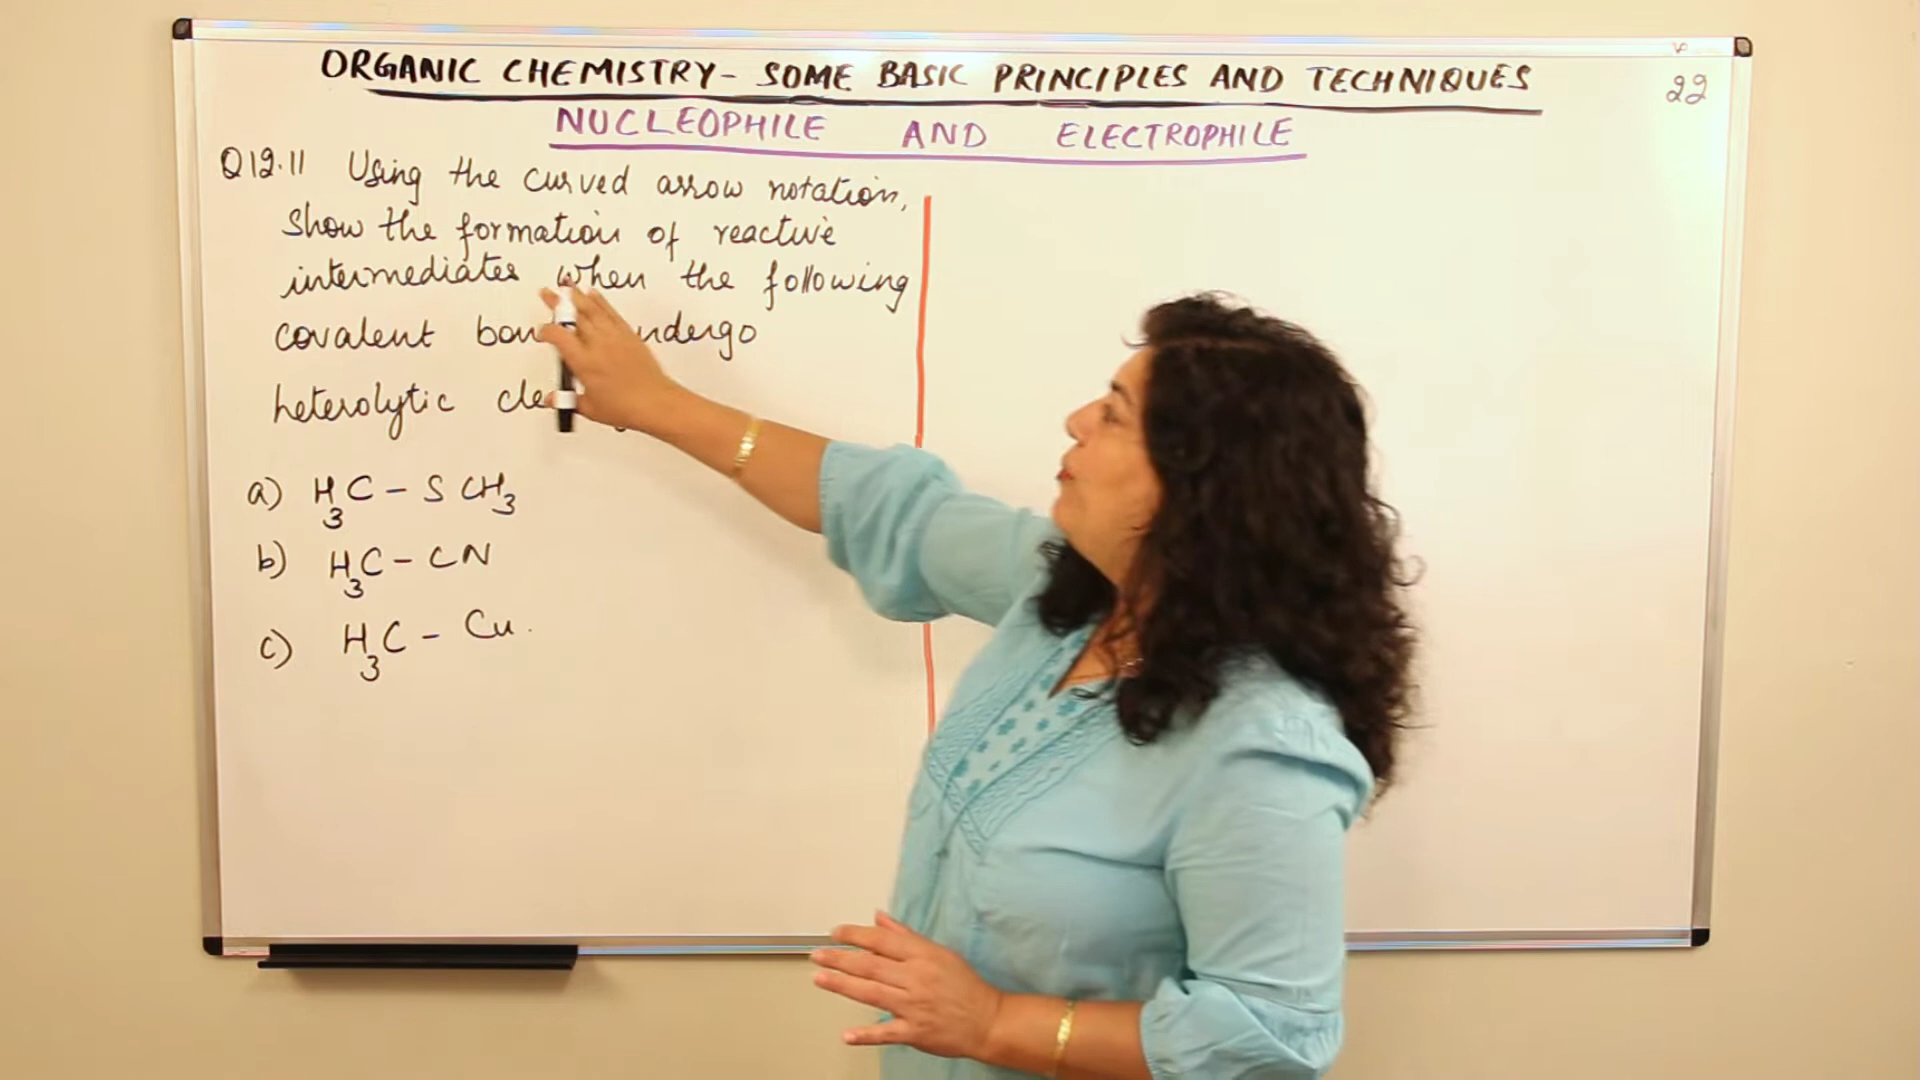 ORGANIC CHEMISTRY- SOME BASIC PRINCIPLES AND TECHNIQUES
22
NUCLEOPHILE AND ELECTROPHILE
Q12.11 Using the curved arrow notation,
Show the formation of reactive
intermediates when the following
covalent
heterolytic
a) H3C - SCH3
b) H3C - CN
c) H3C - Cu.